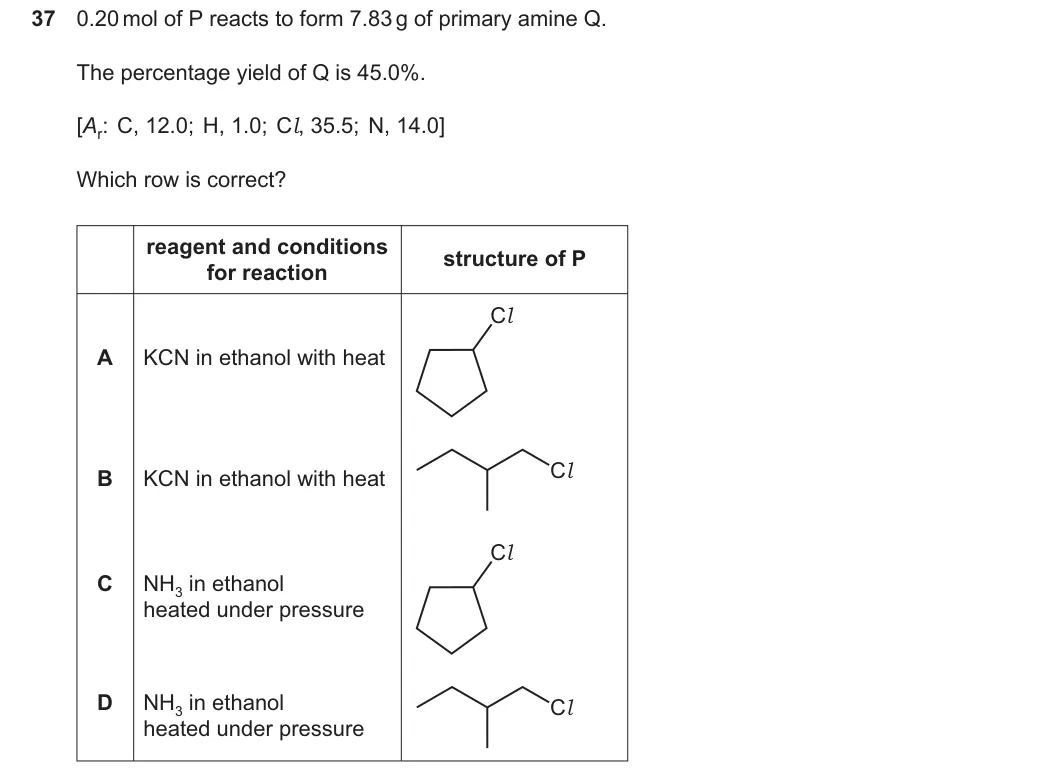 37 0.20 mol of P reacts to form 7.83 g of primary amine Q.
The percentage yield of Q is 45.0%.
[Aᵣ: C, 12.0; H, 1.0; Cl, 35.5; N, 14.0]
Which row is correct?
reagent and conditions
for reaction
structure of P
A KCN in ethanol with heat
Cl
B KCN in ethanol with heat
Cl
C NH₃ in ethanol
heated under pressure
Cl
D NH₃ in ethanol
heated under pressure
Cl